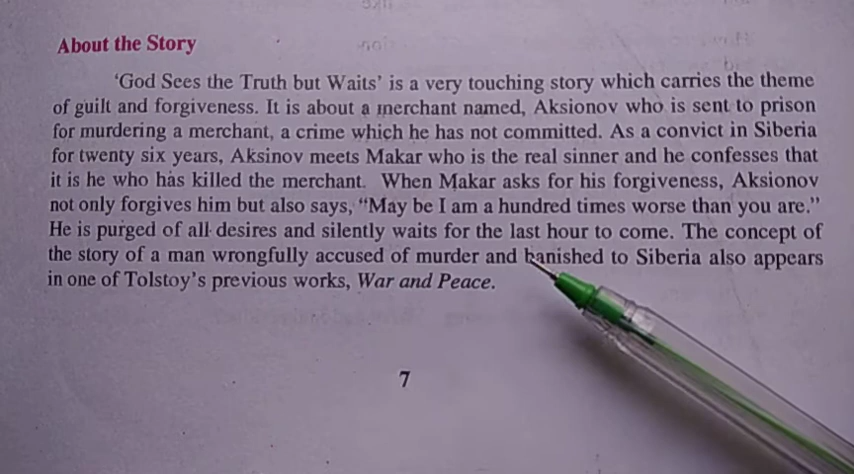 About the Story
'God Sees the Truth but Waits' is a very touching story which carries the theme
of guilt and forgiveness. It is about a merchant named, Aksionov who is sent to prison
for murdering a merchant, a crime which he has not committed. As a convict in Siberia
for twenty six years, Aksinov meets Makar who is the real sinner and he confesses that
it is he who has killed the merchant. When Makar asks for his forgiveness, Aksionov
not only forgives him but also says, "May be I am a hundred times worse than you are."
He is purged of all desires and silently waits for the last hour to come. The concept of
the story of a man wrongfully accused of murder and banished to Siberia also appears
in one of Tolstoy's previous works, War and Peace.
7